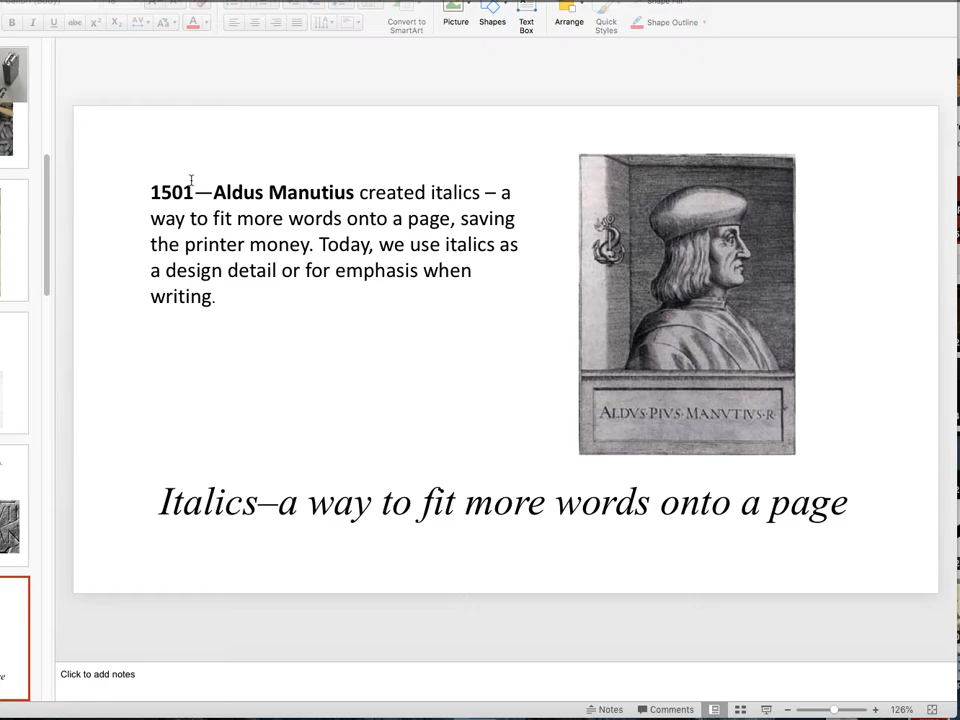 Convert to
SmartArt
Picture
Shapes
Text
Box
Arrange
Quick
Styles
Shape Outline
1501—Aldus Manutius created italics – a
way to fit more words onto a page, saving
the printer money. Today, we use italics as
a design detail or for emphasis when
writing.
ALDVS·PIVS·MANVTIVS·R
Italics–a way to fit more words onto a page
Click to add notes
Notes
Comments
126%